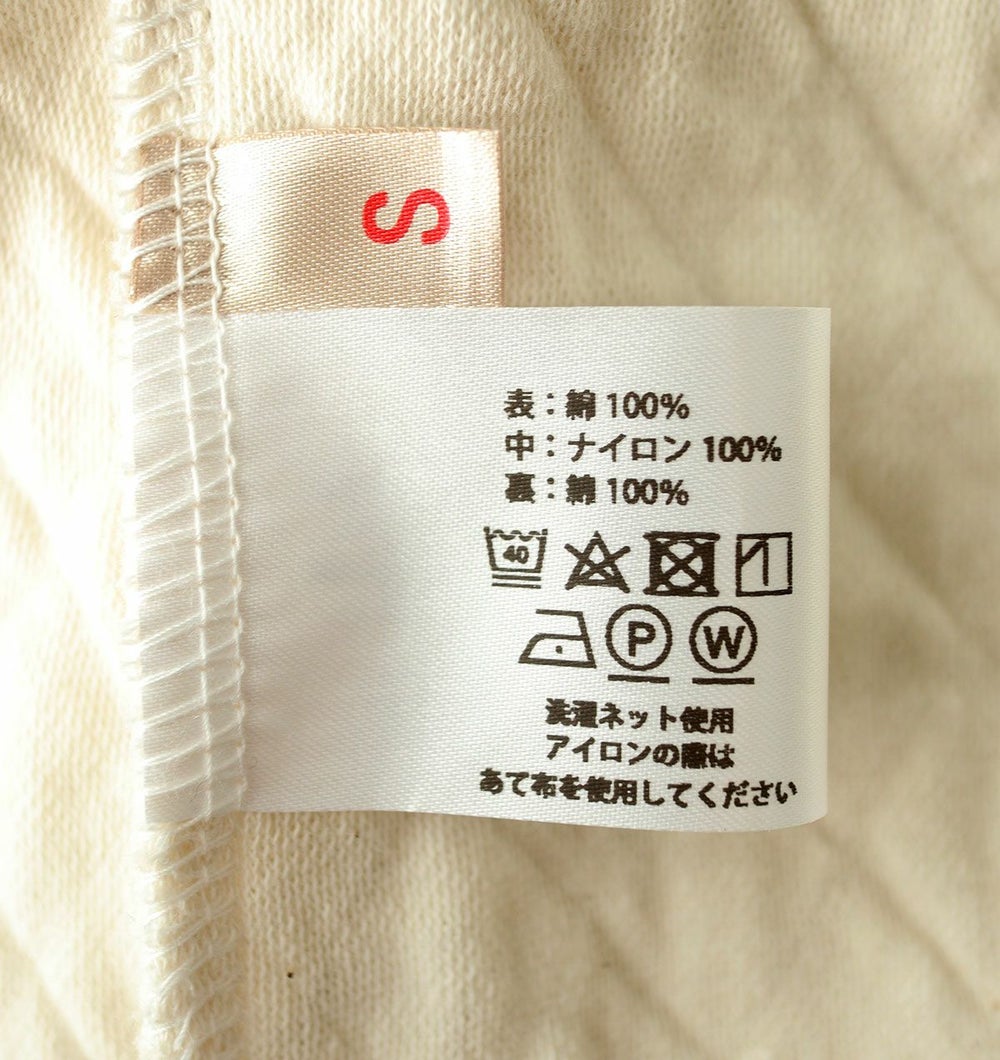 S
表：綿 100%
中：ナイロン 100%
裏：綿 100%
40
P W
洗濯ネット使用
アイロンの際は
あて布を使用してください